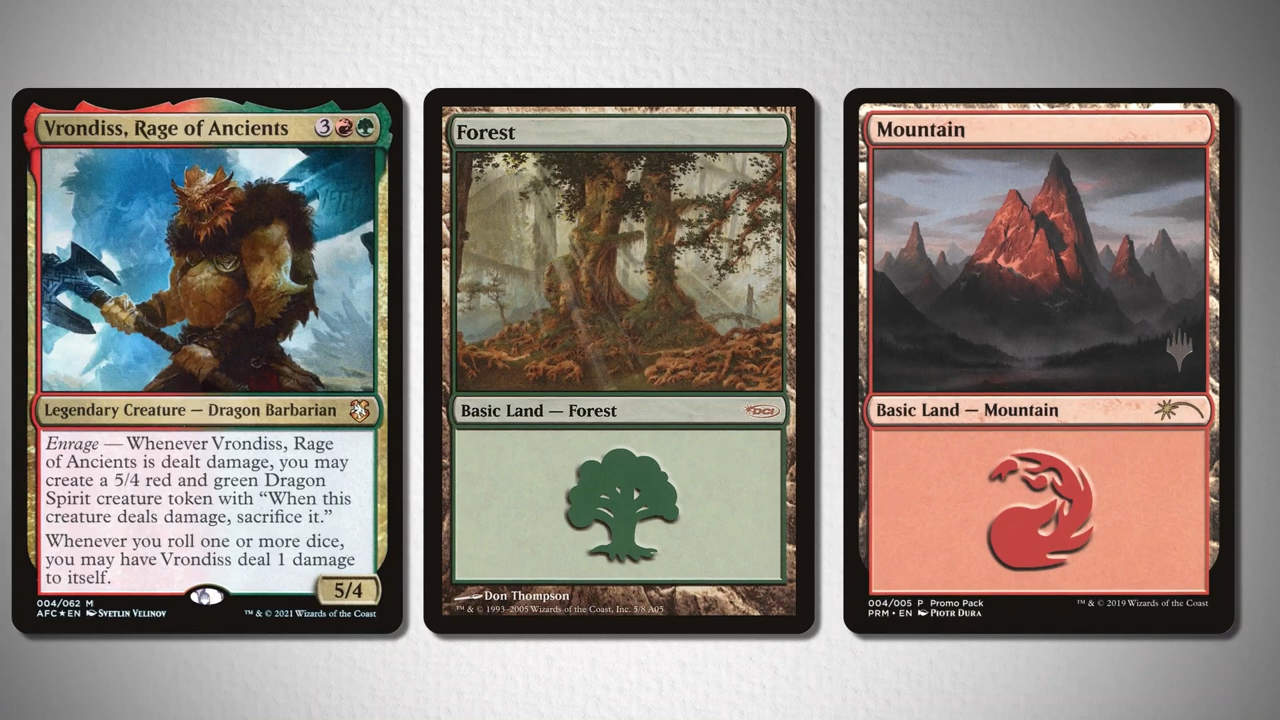 Vrondiss, Rage of Ancients 3
Legendary Creature — Dragon Barbarian
Enrage — Whenever Vrondiss, Rage
of Ancients is dealt damage, you may
create a 5/4 red and green Dragon
Spirit creature token with “When this
creature deals damage, sacrifice it.”
Whenever you roll one or more dice,
you may have Vrondiss deal 1 damage
to itself.
5/4
004/062 M
AFC★EN Svetlin Velinov
™ & © 2021 Wizards of the Coast
Forest
Basic Land — Forest
DCI
Don Thompson
™ & © 1993–2005 Wizards of the Coast, Inc. 5/8 A05
Mountain
Basic Land — Mountain
004/005 P Promo Pack
PRM • EN Piotr Dura
™ & © 2019 Wizards of the Coast